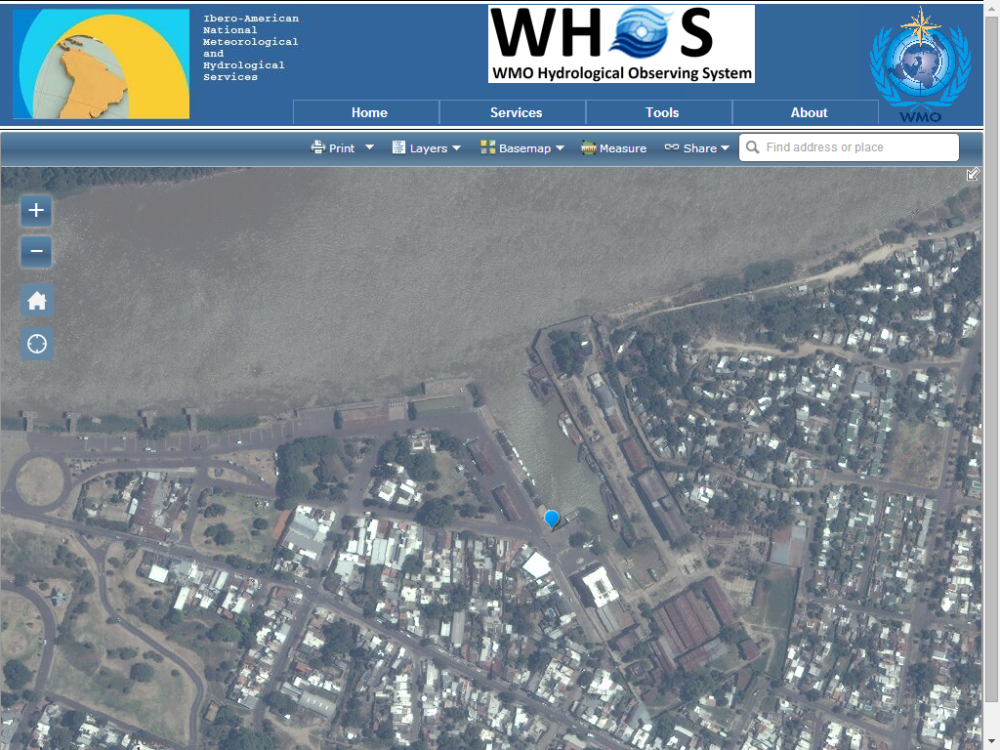 Ibero-American
National
Meteorological
and
Hydrological
Services
WHOS
WMO Hydrological Observing System
WMO
Home Services Tools About
Print Layers Basemap Measure Share Find address or place
+
−